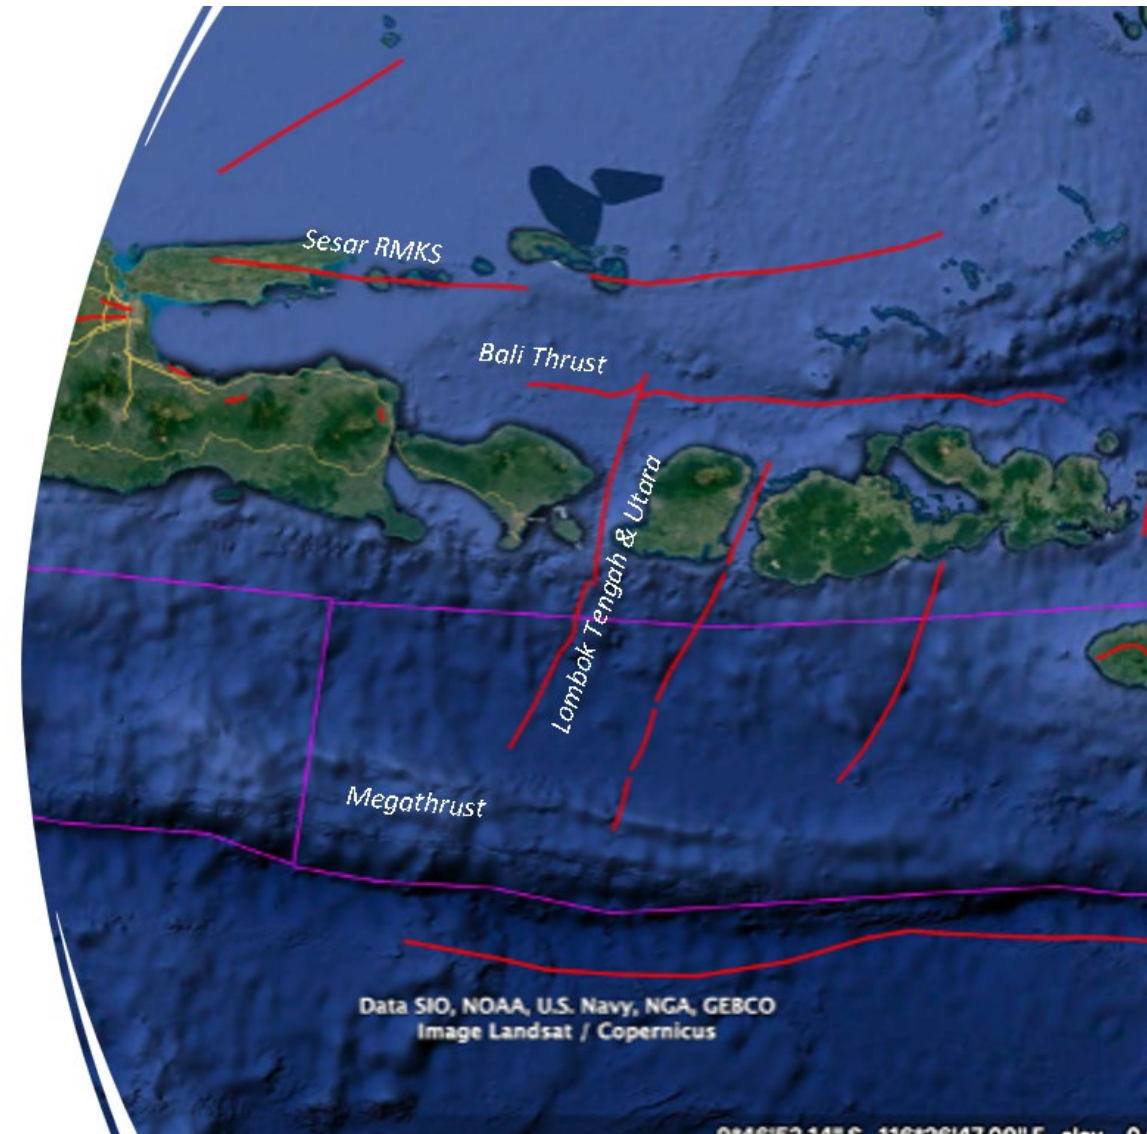 Sesar RMKS
Bali Thrust
Lombok Tengah & Utara
Megathrust
Data SIO, NOAA, U.S. Navy, NGA, GEBCO
Image Landsat / Copernicus